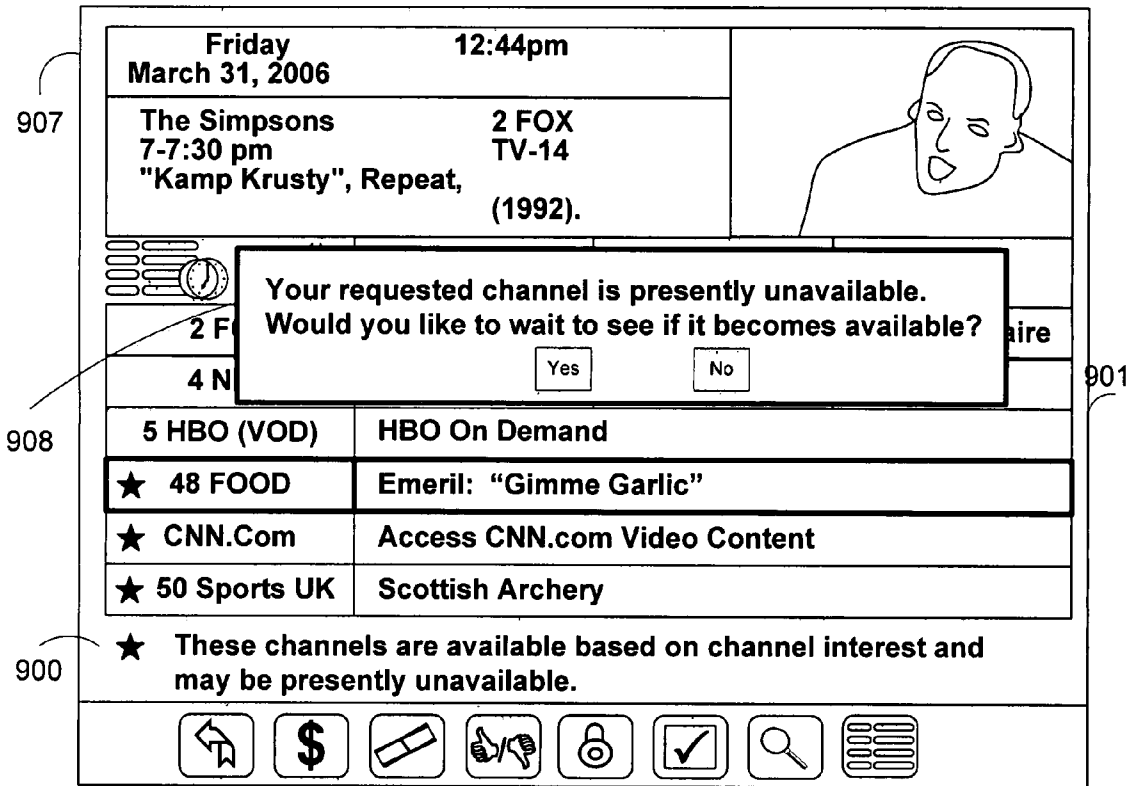 Friday 12:44pm
March 31, 2006
907
The Simpsons 2 FOX
7-7:30 pm TV-14
"Kamp Krusty", Repeat,
(1992).
Your requested channel is presently unavailable.
Would you like to wait to see if it becomes available?
Yes No
2 F aire
4 N
901
908
5 HBO (VOD) HBO On Demand
★ 48 FOOD Emeril: “Gimme Garlic”
★ CNN.Com Access CNN.com Video Content
★ 50 Sports UK Scottish Archery
900
★ These channels are available based on channel interest and
may be presently unavailable.
$